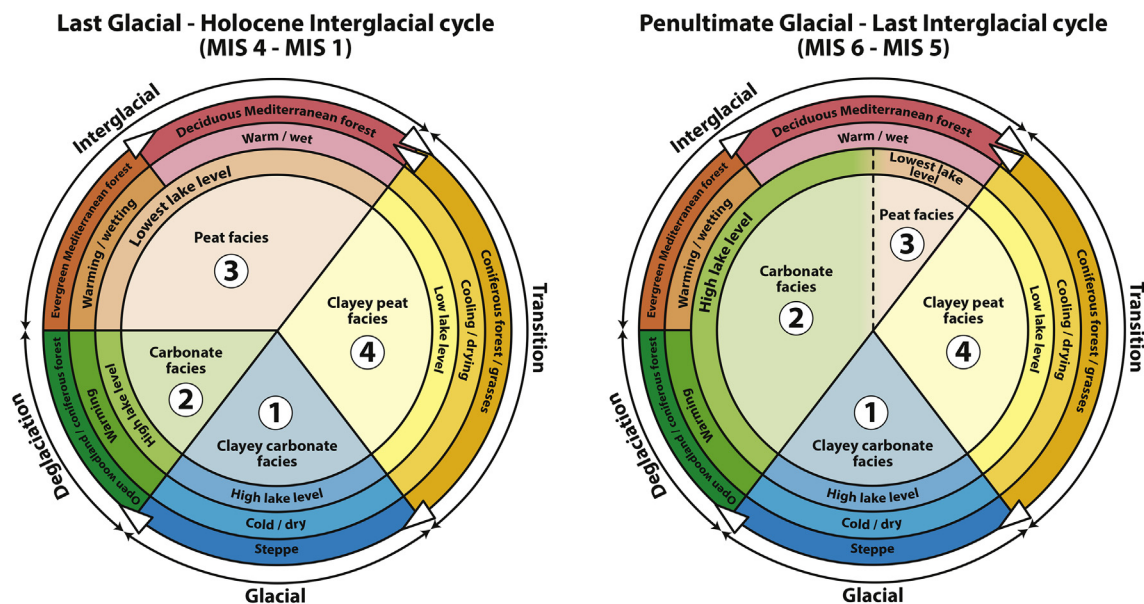 Last Glacial - Holocene Interglacial cycle
(MIS 4 - MIS 1)
Interglacial
Deciduous Mediterranean forest
Warm / wet
Evergreen Mediterranean forest
Warming / wetting
Lowest lake level
Peat facies
3
Clayey peat
facies
4
Low lake level
Cooling / drying
Coniferous forest / grasses
Transition
Carbonate
facies
2
High lake level
Warming
Open woodland / coniferous forest
Deglaciation
1
Clayey carbonate
facies
High lake level
Cold / dry
Steppe
Glacial
Penultimate Glacial - Last Interglacial cycle
(MIS 6 - MIS 5)
Interglacial
Deciduous Mediterranean forest
Warm / wet
Evergreen Mediterranean forest
Warming / wetting
High lake level
Lowest lake
level
Peat facies
3
Carbonate
facies
2
Clayey peat
facies
4
Low lake level
Cooling / drying
Coniferous forest / grasses
Transition
Warming
Open woodland / coniferous forest
Deglaciation
1
Clayey carbonate
facies
High lake level
Cold / dry
Steppe
Glacial